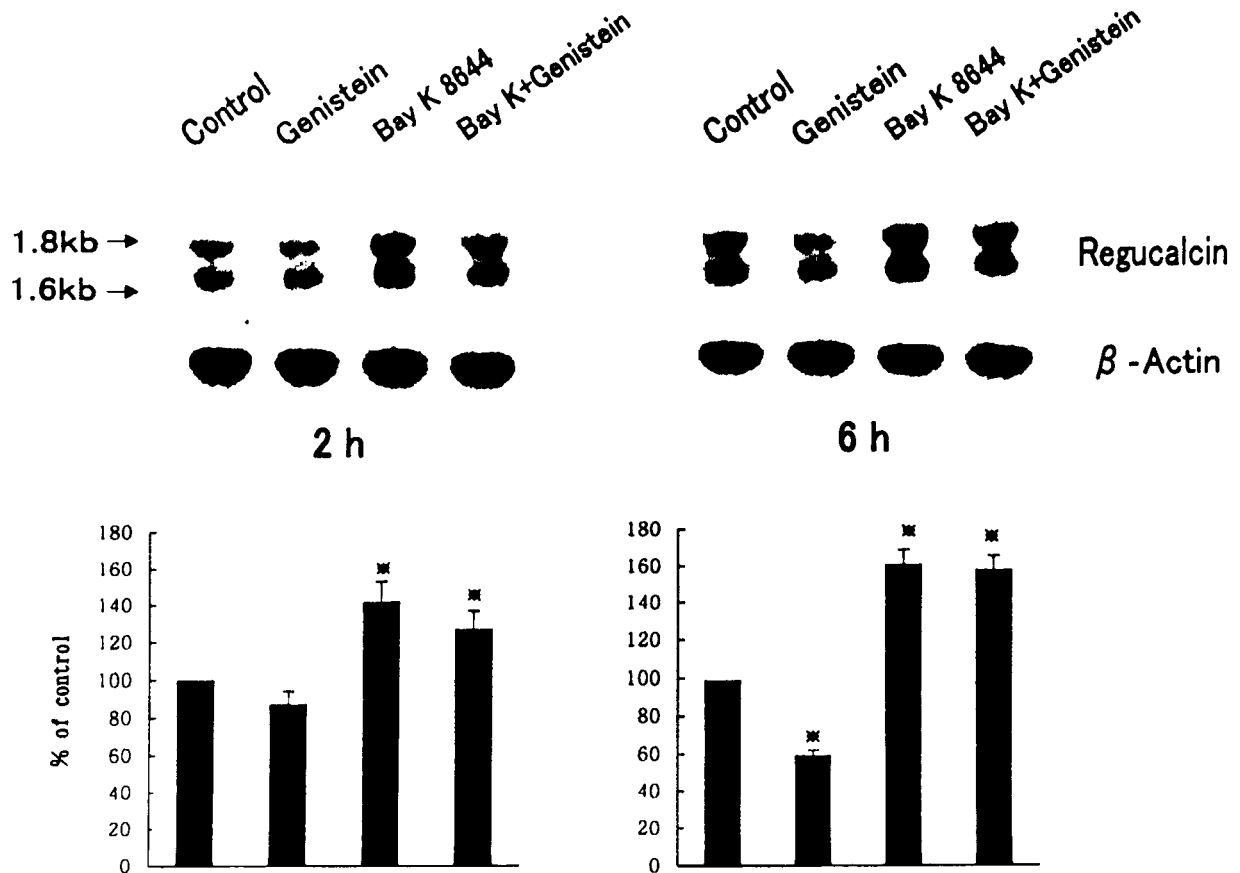 Control Genistein Bay K 8644 Bay K+Genistein
Control Genistein Bay K 8644 Bay K+Genistein
1.8kb →
1.6kb →
Regucalcin
β-Actin
2 h
6 h
% of control
180
160
140
120
100
80
60
40
20
0
* *
180
160
140
120
100
80
60
40
20
0
* * *